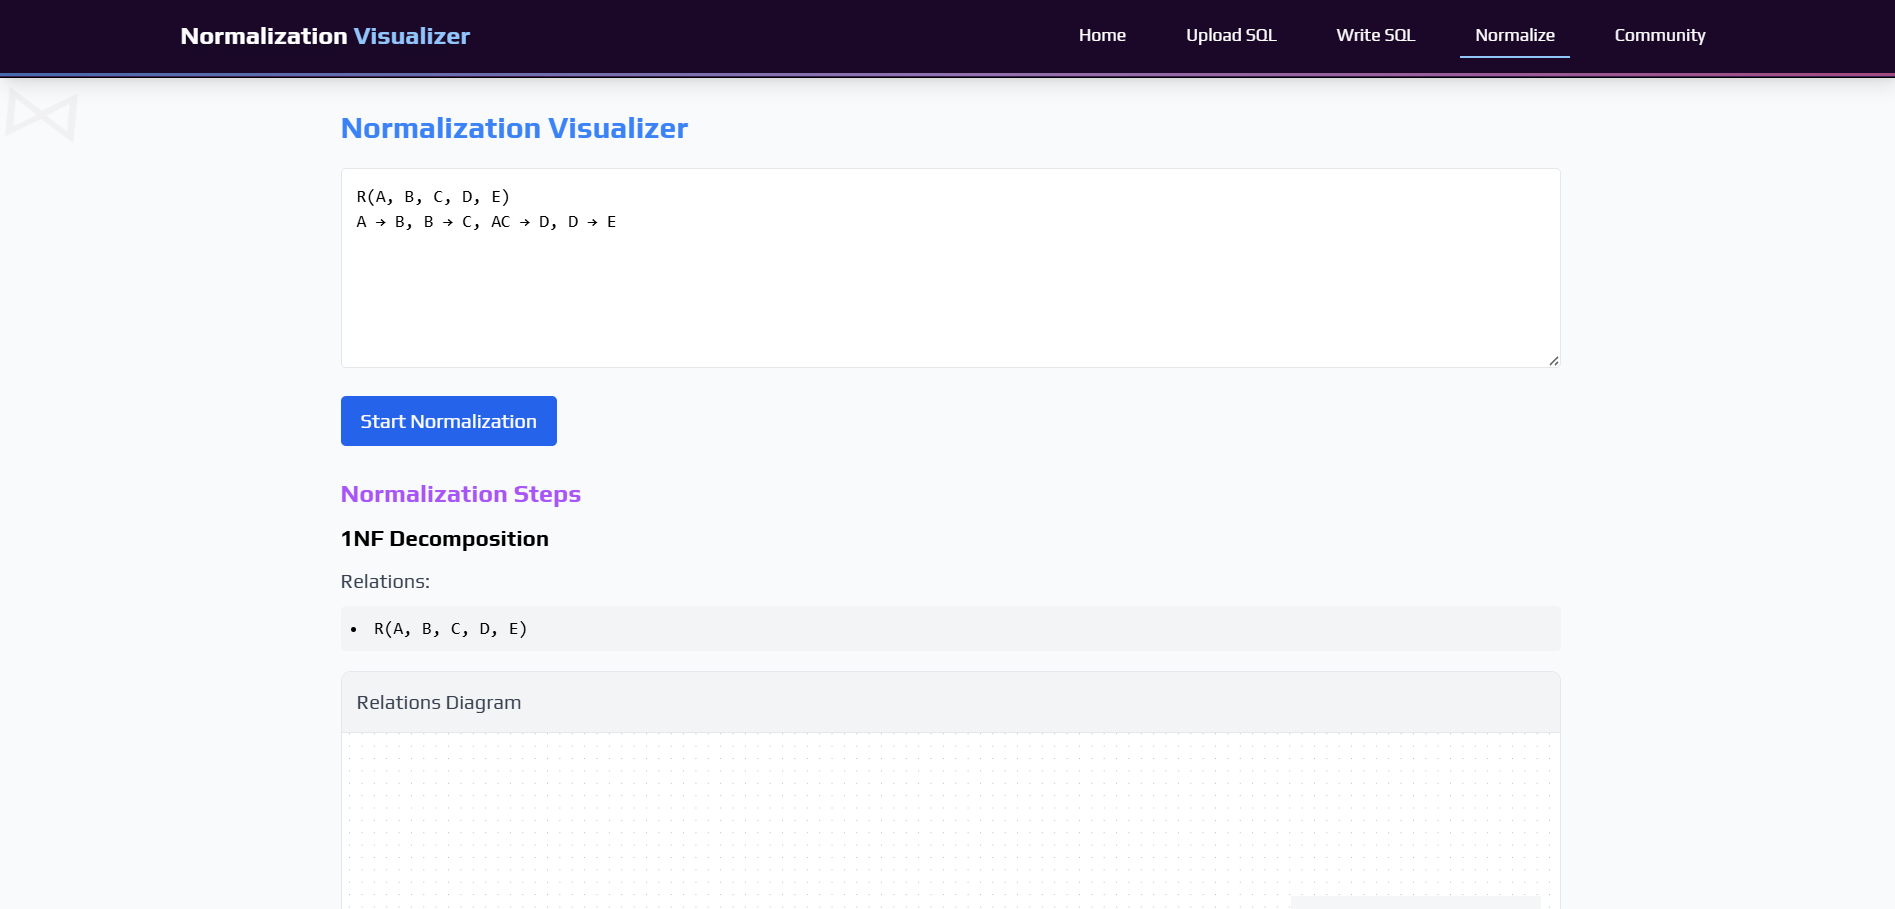 Normalization Visualizer
Home Upload SQL Write SQL Normalize Community
Normalization Visualizer
R(A, B, C, D, E)
A → B, B → C, AC → D, D → E
Start Normalization
Normalization Steps
1NF Decomposition
Relations:
• R(A, B, C, D, E)
Relations Diagram